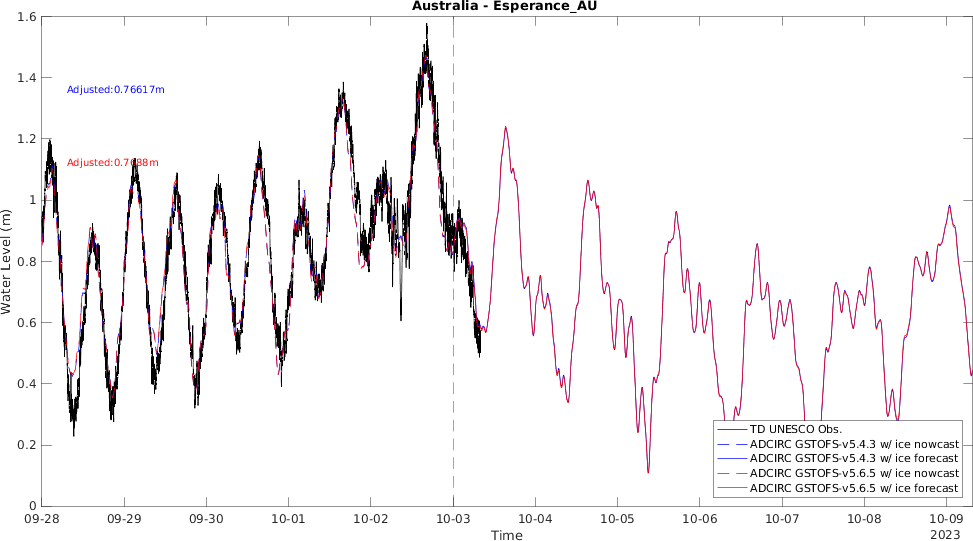 Australia - Esperance_AU
Water Level (m)
1.6
1.4
1.2
1
0.8
0.6
0.4
0.2
0
Adjusted:0.76617m
Adjusted:0.7688m
TD UNESCO Obs.
ADCIRC GSTOFS-v5.4.3 w/ ice nowcast
ADCIRC GSTOFS-v5.4.3 w/ ice forecast
ADCIRC GSTOFS-v5.6.5 w/ ice nowcast
ADCIRC GSTOFS-v5.6.5 w/ ice forecast
09-28 09-29 09-30 10-01 10-02 10-03 10-04 10-05 10-06 10-07 10-08 10-09
2023
Time